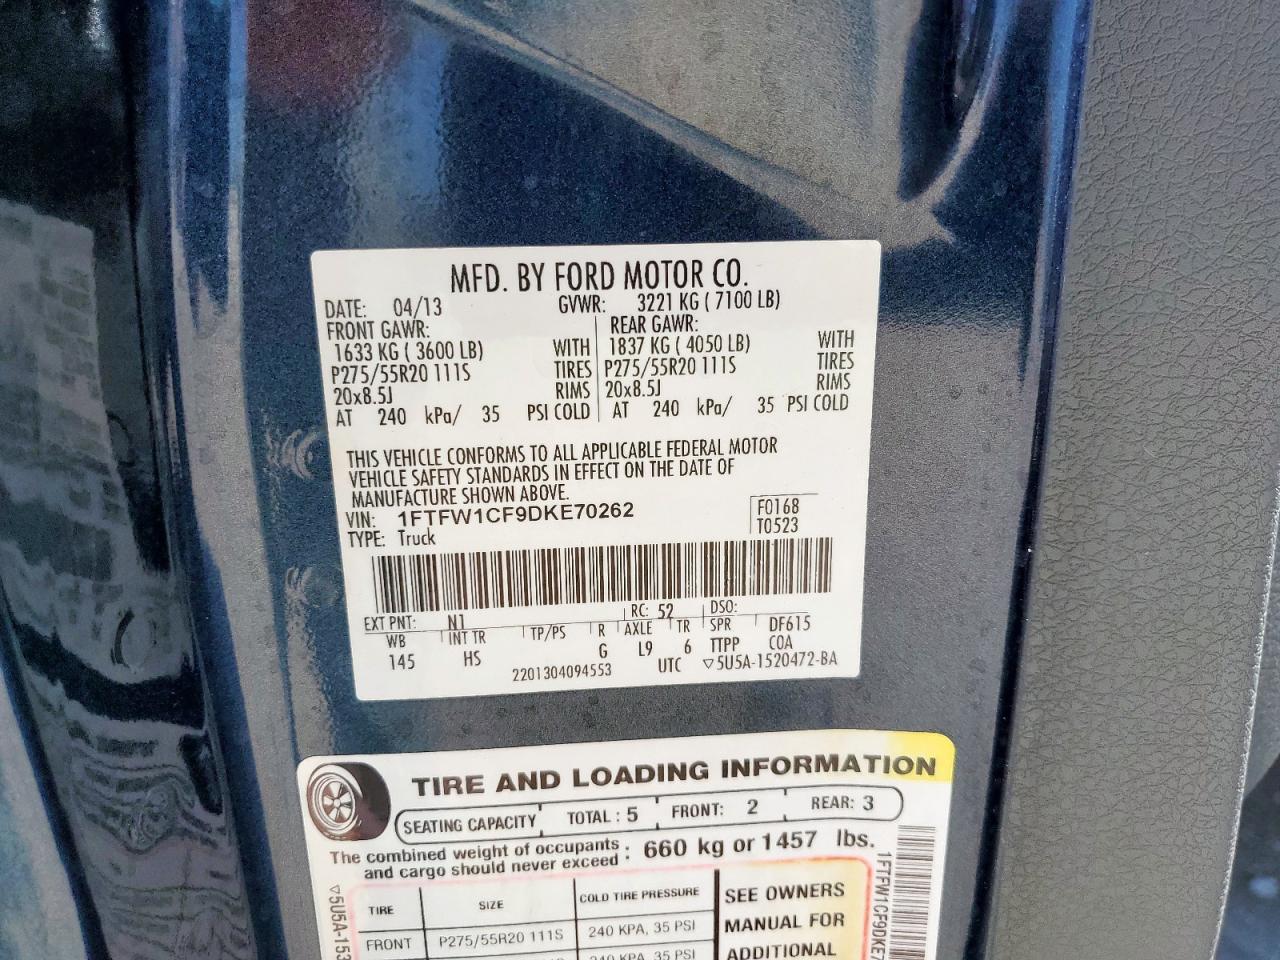 MFD. BY FORD MOTOR CO.
DATE: 04/13 GVWR: 3221 KG ( 7100 LB)
FRONT GAWR: REAR GAWR:
1633 KG ( 3600 LB) WITH 1837 KG ( 4050 LB) WITH
P275/55R20 111S TIRES P275/55R20 111S TIRES
20x8.5J RIMS 20x8.5J RIMS
AT 240 kPa/ 35 PSI COLD AT 240 kPa/ 35 PSI COLD
THIS VEHICLE CONFORMS TO ALL APPLICABLE FEDERAL MOTOR
VEHICLE SAFETY STANDARDS IN EFFECT ON THE DATE OF
MANUFACTURE SHOWN ABOVE.
VIN: 1FTFW1CF9DKE70262 F0168
TYPE: Truck T0523
EXT PNT: N1 RC: 52 DSO:
WB INT TR TP/PS R AXLE TR SPR DF615
145 HS G L9 6 TTPP COA
2201304094553 UTC ▽5U5A-1520472-BA
TIRE AND LOADING INFORMATION
SEATING CAPACITY TOTAL : 5 FRONT: 2 REAR: 3
The combined weight of occupants
and cargo should never exceed : 660 kg or 1457 lbs.
TIRE SIZE COLD TIRE PRESSURE SEE OWNERS
FRONT P275/55R20 111S 240 KPA, 35 PSI MANUAL FOR
240 KPA, 35 PSI ADDITIONAL
▽5U5A-153
1FTFW1CF9DKE7